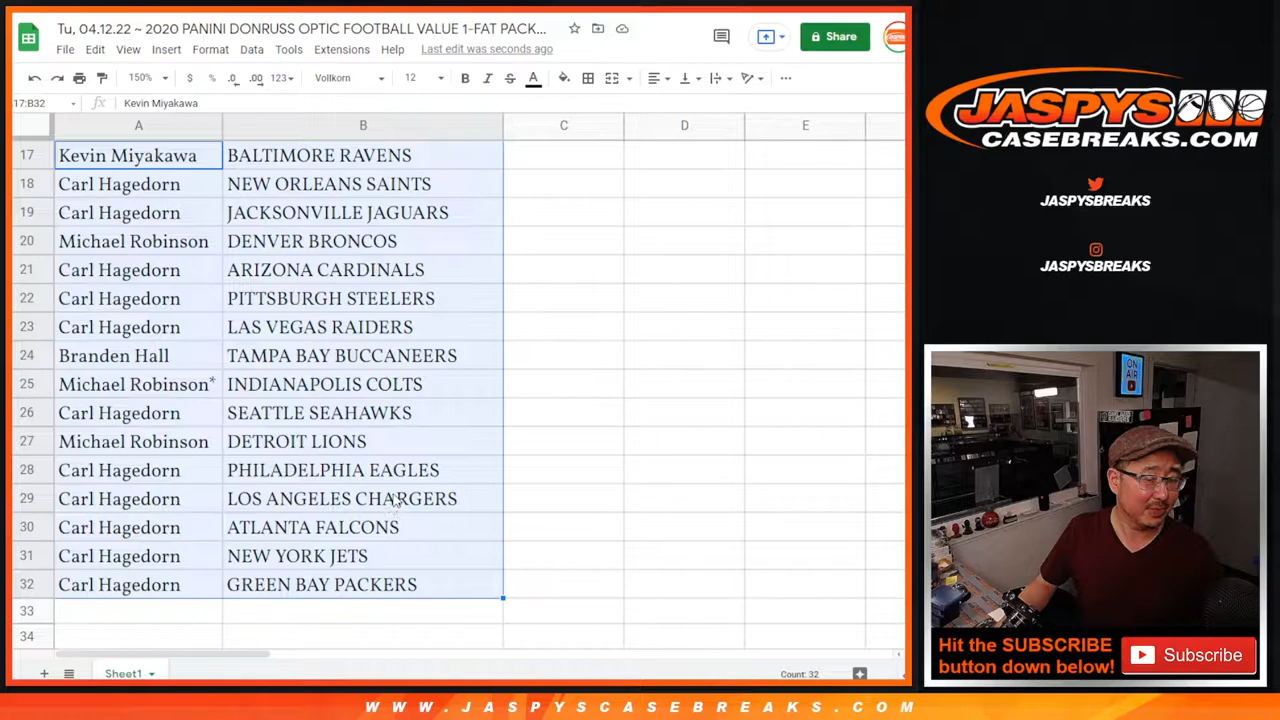 Tu, 04.12.22 ~ 2020 PANINI DONRUSS OPTIC FOOTBALL VALUE 1-FAT PACK...
File Edit View Insert Format Data Tools Extensions Help Last edit was seconds ago
Share
150% $ % .0 .00 123 Vollkorn 12 B I S A
17:B32 fx Kevin Miyakawa
A B C D E
17 Kevin Miyakawa BALTIMORE RAVENS
18 Carl Hagedorn NEW ORLEANS SAINTS
19 Carl Hagedorn JACKSONVILLE JAGUARS
20 Michael Robinson DENVER BRONCOS
21 Carl Hagedorn ARIZONA CARDINALS
22 Carl Hagedorn PITTSBURGH STEELERS
23 Carl Hagedorn LAS VEGAS RAIDERS
24 Branden Hall TAMPA BAY BUCCANEERS
25 Michael Robinson* INDIANAPOLIS COLTS
26 Carl Hagedorn SEATTLE SEAHAWKS
27 Michael Robinson DETROIT LIONS
28 Carl Hagedorn PHILADELPHIA EAGLES
29 Carl Hagedorn LOS ANGELES CHARGERS
30 Carl Hagedorn ATLANTA FALCONS
31 Carl Hagedorn NEW YORK JETS
32 Carl Hagedorn GREEN BAY PACKERS
33
34
Sheet1 Count: 32
JASPYS
CASEBREAKS.COM
JASPYSBREAKS
JASPYSBREAKS
ON
AIR
Hit the SUBSCRIBE
button down below!
Subscribe
WWW.JASPYSCASEBREAKS.COM